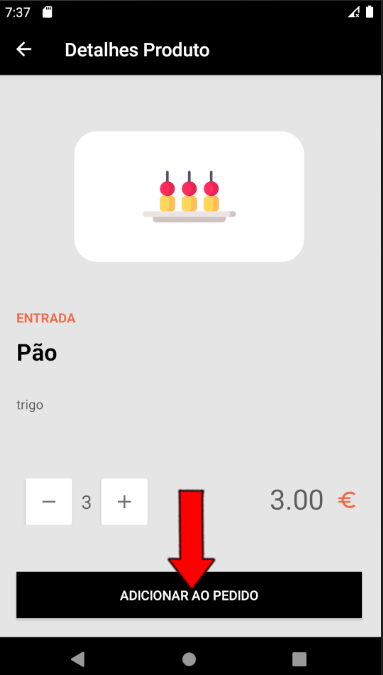 7:37
Detalhes Produto
ENTRADA
Pão
trigo
− 3 + 3.00 €
ADICIONAR AO PEDIDO